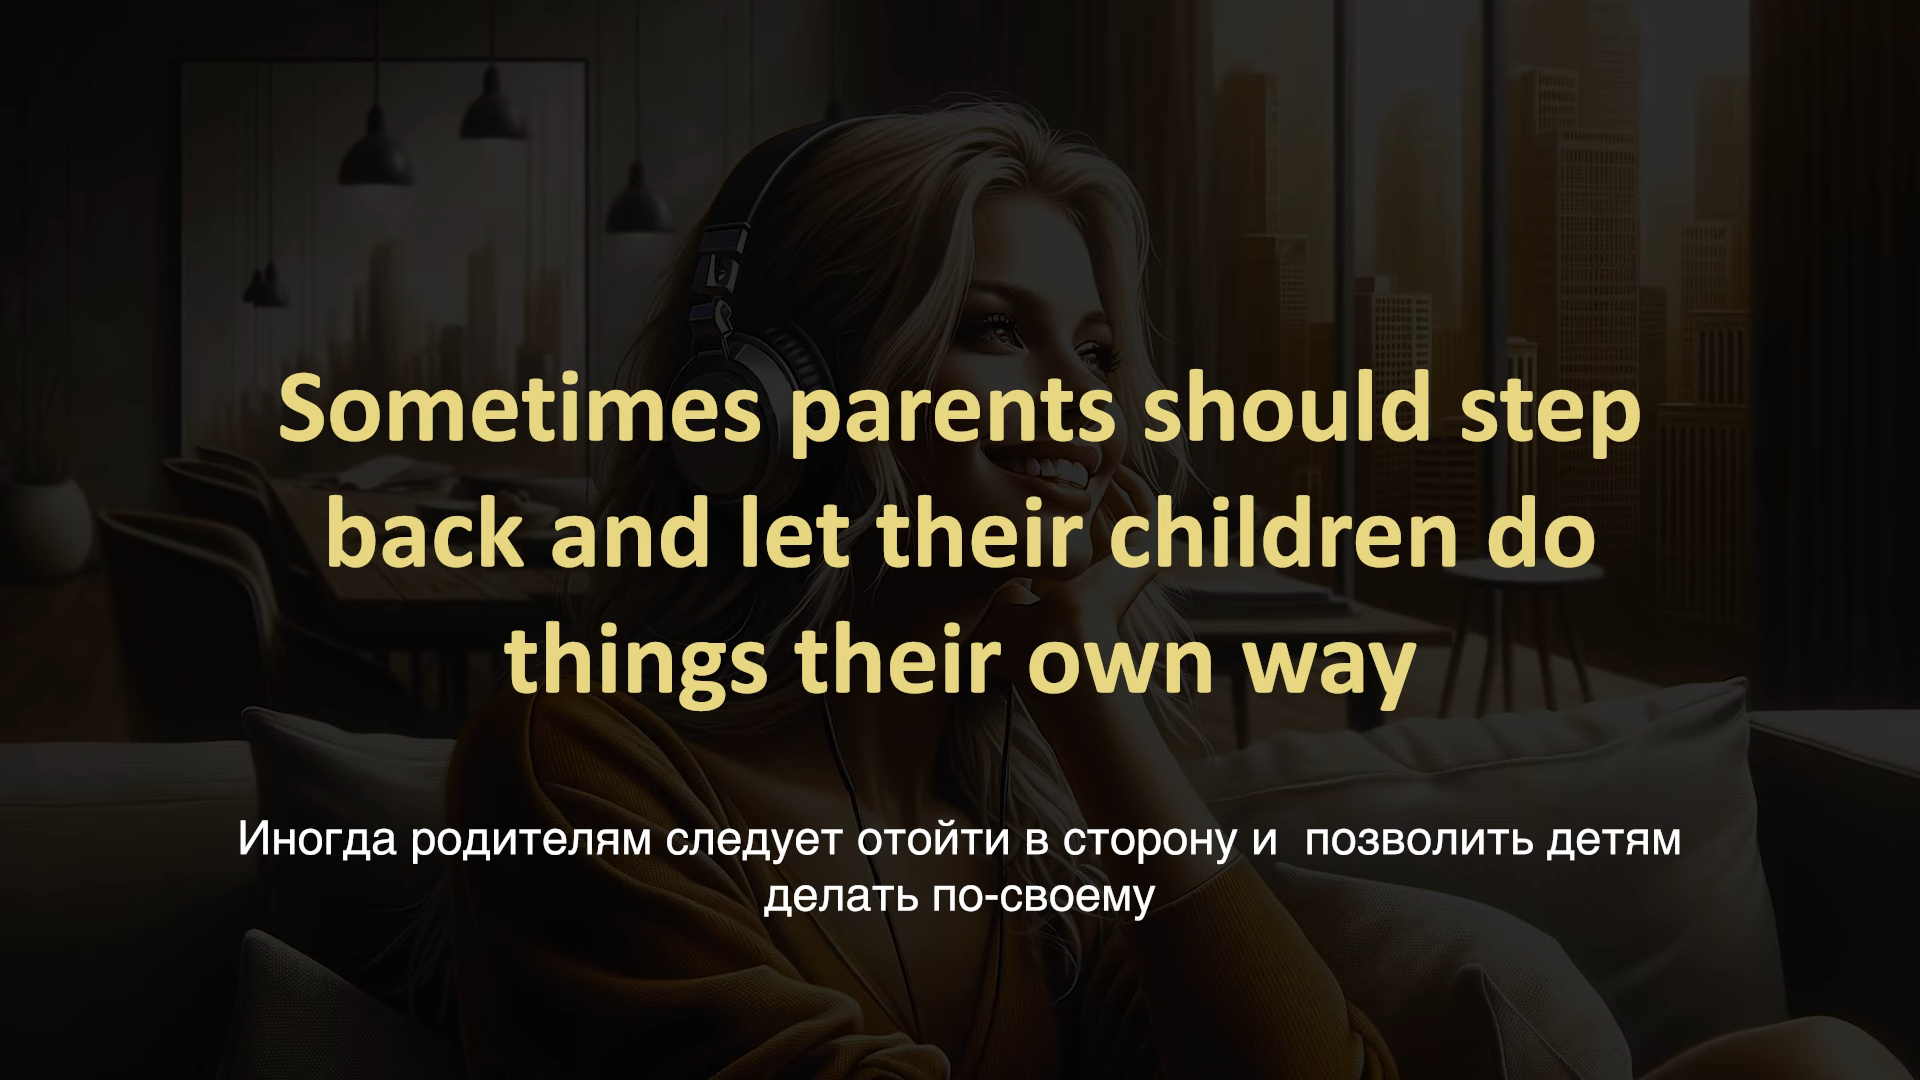 Sometimes parents should step
back and let their children do
things their own way
Иногда родителям следует отойти в сторону и  позволить детям
делать по-своему